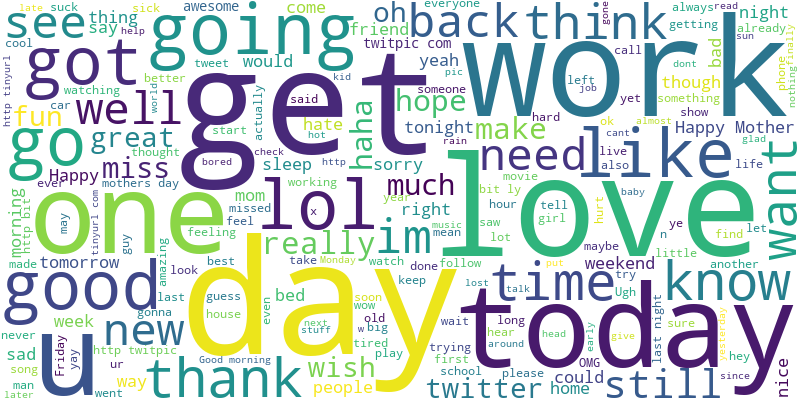 late suck sick awesome come oh back think everyone always read night
see thing say going friend twitpic com getting already
cool tweet would yeah call dont sun finally
http tinyurl got watching better get work gone phone nothing
help kid pic someone left job bad though something
car world actually said hope hard yet show
fun well hate hot haha tonight make ok almost Happy Mother
go great thought start check rain cant glad
Happy miss bored http sorry need like live also life want
ever mothers day sleep much movie bit ly baby
morning http bit tinyurl com one mom working year right hour tell girl hurt ye let
may guy missed feel lol x music mean saw lot love n find
made feeling really im maybe little another
tomorrow amazing look best take Monday watch done follow weekend try know
good last guess house day bed soon wow keep lost talk time put Ugh
gonna new even next stuff old big wait long today sure last night yesterday
never week w tired play trying hear around head early give hey
sad u Friday yay http twitpic Good morning first OMG since nice
song ur way thank wish people school please could still
man later went twitter home